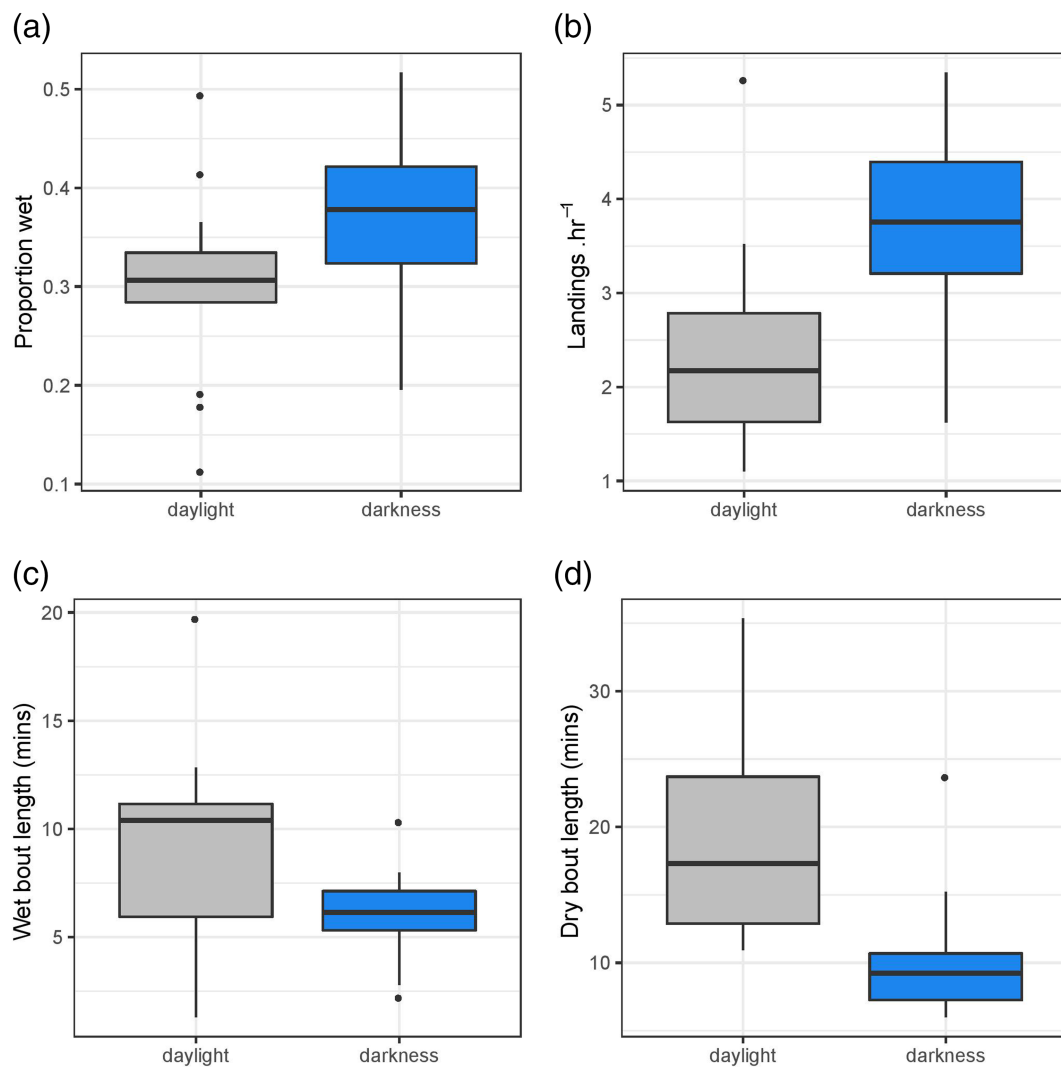 (a)
Proportion wet
0.5
0.4
0.3
0.2
0.1
daylight darkness
(b)
Landings .hr⁻¹
5
4
3
2
1
daylight darkness
(c)
Wet bout length (mins)
20
15
10
5
daylight darkness
(d)
Dry bout length (mins)
30
20
10
daylight darkness